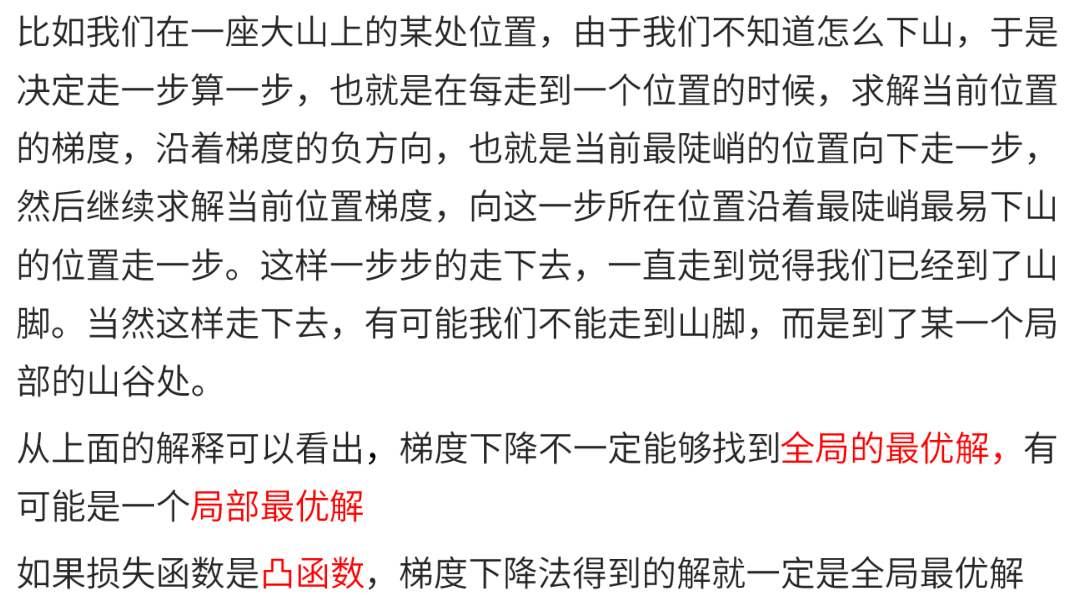 比如我们在一座大山上的某处位置，由于我们不知道怎么下山，于是
决定走一步算一步，也就是在每走到一个位置的时候，求解当前位置
的梯度，沿着梯度的负方向，也就是当前最陡峭的位置向下走一步，
然后继续求解当前位置梯度，向这一步所在位置沿着最陡峭最易下山
的位置走一步。这样一步步的走下去，一直走到觉得我们已经到了山
脚。当然这样走下去，有可能我们不能走到山脚，而是到了某一个局
部的山谷处。
从上面的解释可以看出，梯度下降不一定能够找到全局的最优解，有
可能是一个局部最优解
如果损失函数是凸函数，梯度下降法得到的解就一定是全局最优解